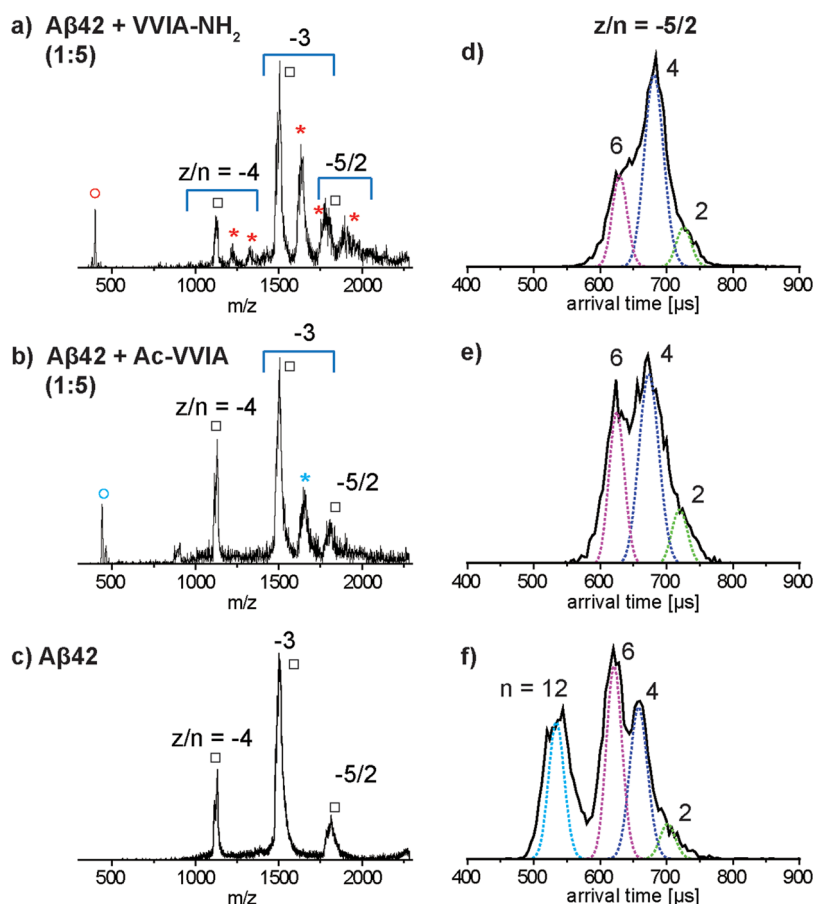 a) Aβ42 + VVIA-NH₂
(1:5)
-3
z/n = -4
-5/2
*
*
*
*
*
500 1000 1500 2000
m/z
z/n = -5/2
d)
4
6
2
400 500 600 700 800 900
arrival time [µs]
b) Aβ42 + Ac-VVIA
(1:5)
-3
z/n = -4
*
-5/2
500 1000 1500 2000
m/z
e)
6
4
2
400 500 600 700 800 900
arrival time [µs]
c) Aβ42
-3
z/n = -4
-5/2
500 1000 1500 2000
m/z
f)
n = 12
6
4
2
400 500 600 700 800 900
arrival time [µs]